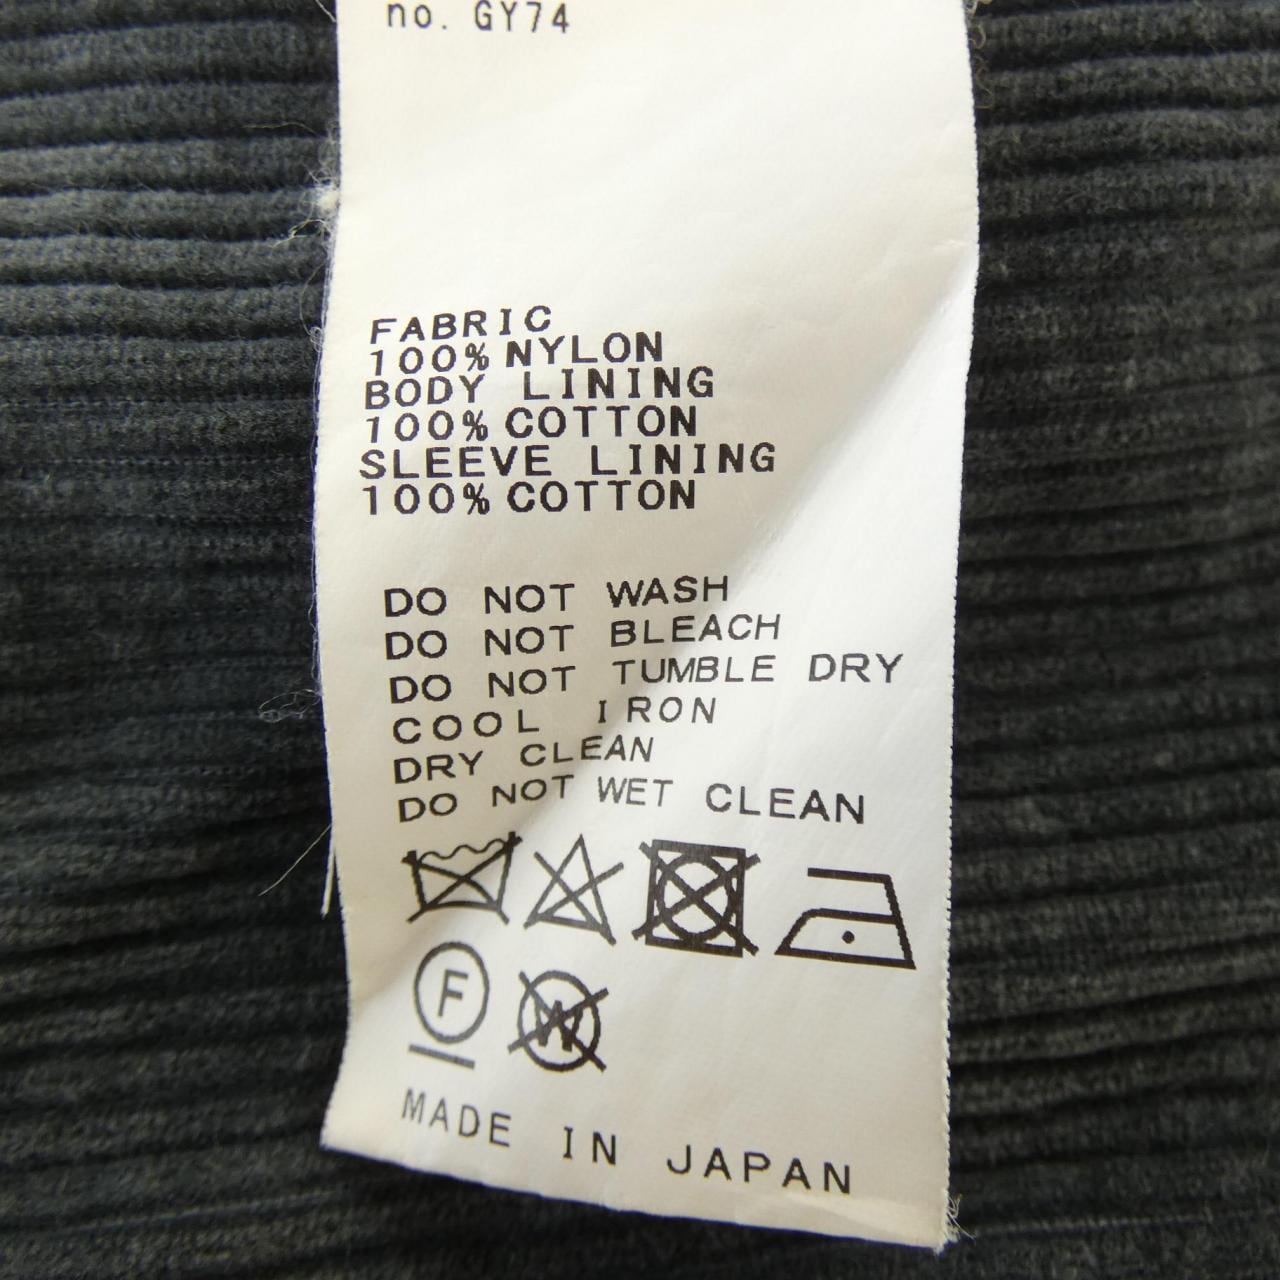 no. GY74
FABRIC
100% NYLON
BODY LINING
100% COTTON
SLEEVE LINING
100% COTTON
DO NOT WASH
DO NOT BLEACH
DO NOT TUMBLE DRY
COOL IRON
DRY CLEAN
DO NOT WET CLEAN
F W
MADE IN JAPAN